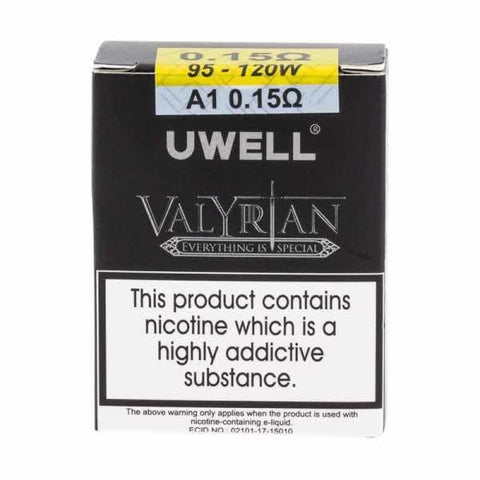 0.15Ω
95 - 120W
A1 0.15Ω
UWELL®
VALYRIAN
EVERYTHING IS SPECIAL
This product contains
nicotine which is a
highly addictive
substance.
The above warning only applies when the product is used with
nicotine-containing e-liquid.
ECID NO : 02101-17-15010